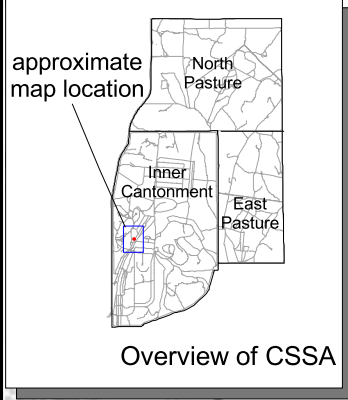 approximate
map location
North
Pasture
Inner
Cantonment
East
Pasture
Overview of CSSA